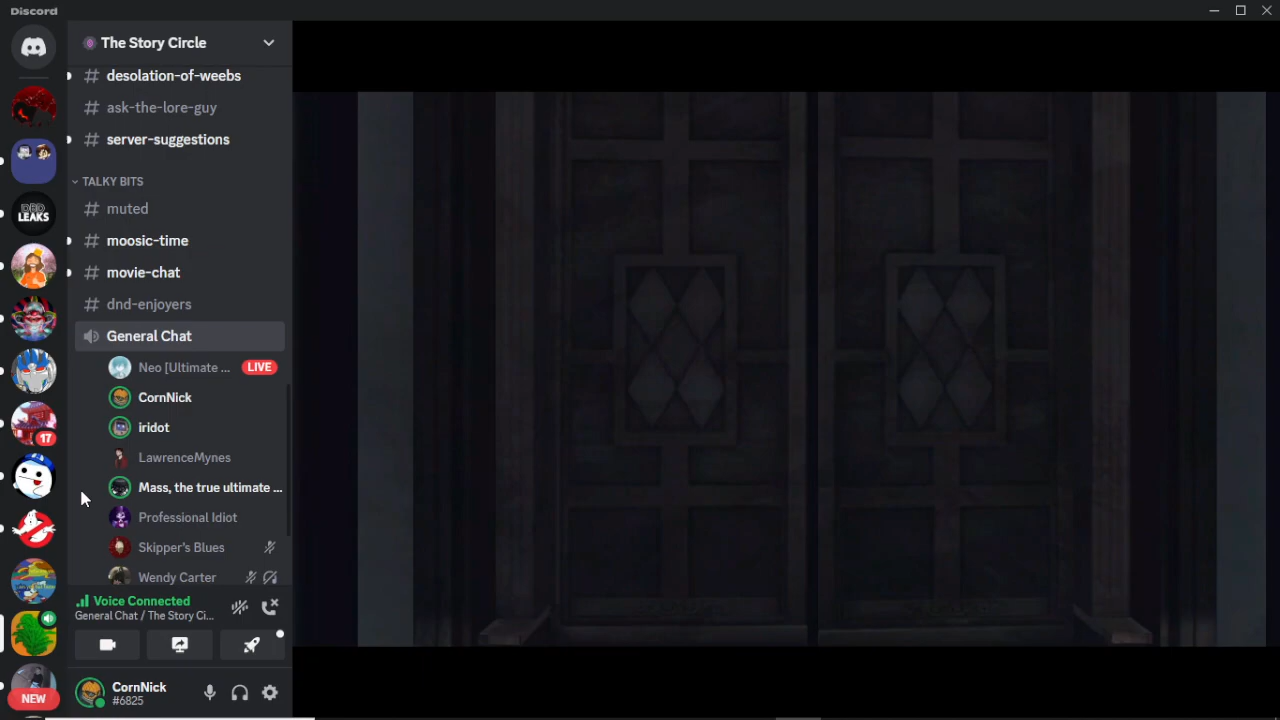 Discord
The Story Circle
desolation-of-weebs
ask-the-lore-guy
server-suggestions
TALKY BITS
muted
moosic-time
movie-chat
dnd-enjoyers
General Chat
Neo [Ultimate ... LIVE
CornNick
iridot
LawrenceMynes
Mass, the true ultimate ...
Professional Idiot
Skipper's Blues
Wendy Carter
Voice Connected
General Chat / The Story Ci...
CornNick
#6825
DBD
LEAKS
17
NEW